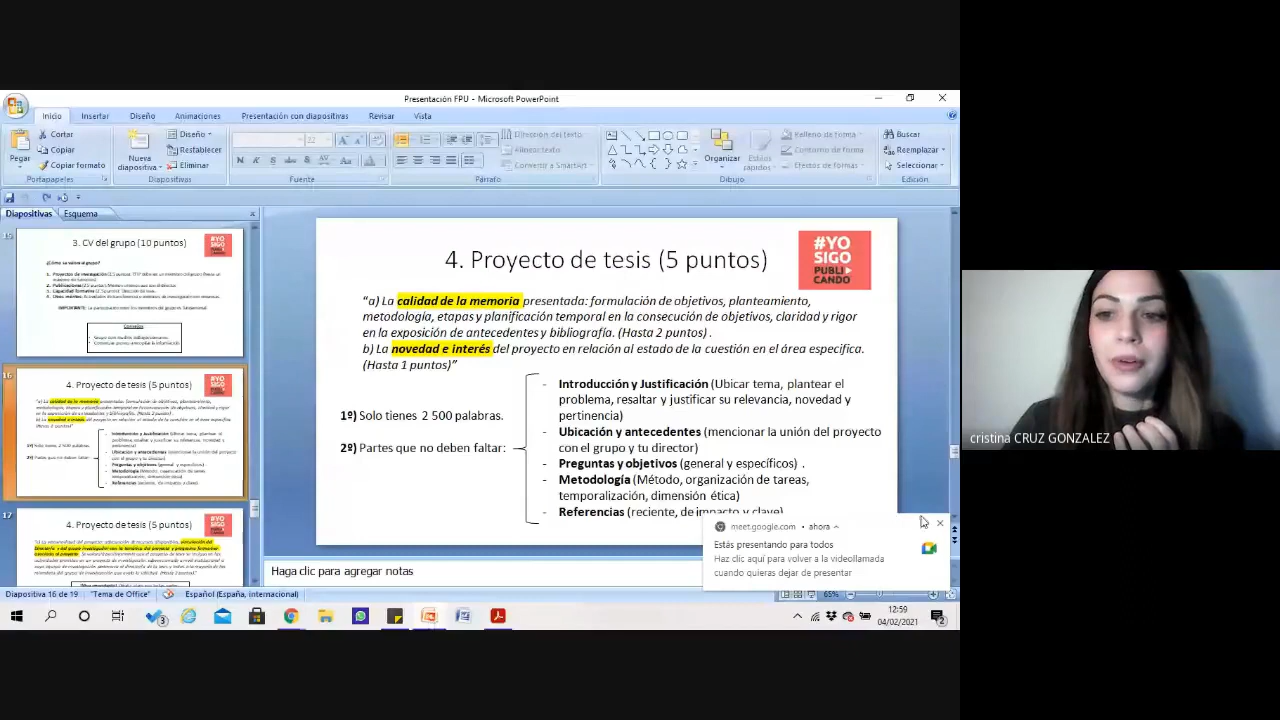 Presentación FPU - Microsoft PowerPoint
Inicio Insertar Diseño Animaciones Presentación con diapositivas Revisar Vista
Pegar
Cortar
Copiar
Copiar formato
Portapapeles
Nueva
diapositiva
Diseño
Restablecer
Eliminar
Diapositivas
Fuente
Dirección del texto
Alinear texto
Convertir a SmartArt
Párrafo
Organizar
Estilos
rápidos
Relleno de forma
Contorno de forma
Efectos de formas
Dibujo
Buscar
Reemplazar
Seleccionar
Edición
Diapositivas Esquema
3. CV del grupo (10 puntos)
16
4. Proyecto de tesis (5 puntos)
17
4. Proyecto de tesis (5 puntos)
4. Proyecto de tesis (5 puntos)
#YO
SIGO
PUBLI
CANDO
"a) La calidad de la memoria presentada: formulación de objetivos, planteamiento,
metodología, etapas y planificación temporal en la consecución de objetivos, claridad y rigor
en la exposición de antecedentes y bibliografía. (Hasta 2 puntos) .
b) La novedad e interés del proyecto en relación al estado de la cuestión en el área específica.
(Hasta 1 puntos)"
1º) Solo tienes 2 500 palabras.
2º) Partes que no deben faltar:
- Introducción y Justificación (Ubicar tema, plantear el
problema, resaltar y justificar su relevancia, novedad y
pertinencia)
- Ubicación y antecedentes (mencionar la unión del proyecto
con el grupo y tu director)
- Preguntas y objetivos (general y específicos) .
- Metodología (Método, organización de tareas,
temporalización, dimensión ética)
- Referencias (reciente, de impacto y clave)
meet.google.com • ahora
Estás presentando para todos
Haz clic aquí para volver a la videollamada
cuando quieras dejar de presentar
Haga clic para agregar notas
Diapositiva 16 de 19 "Tema de Office" Español (España, internacional) 65%
12:59
04/02/2021
cristina CRUZ GONZALEZ